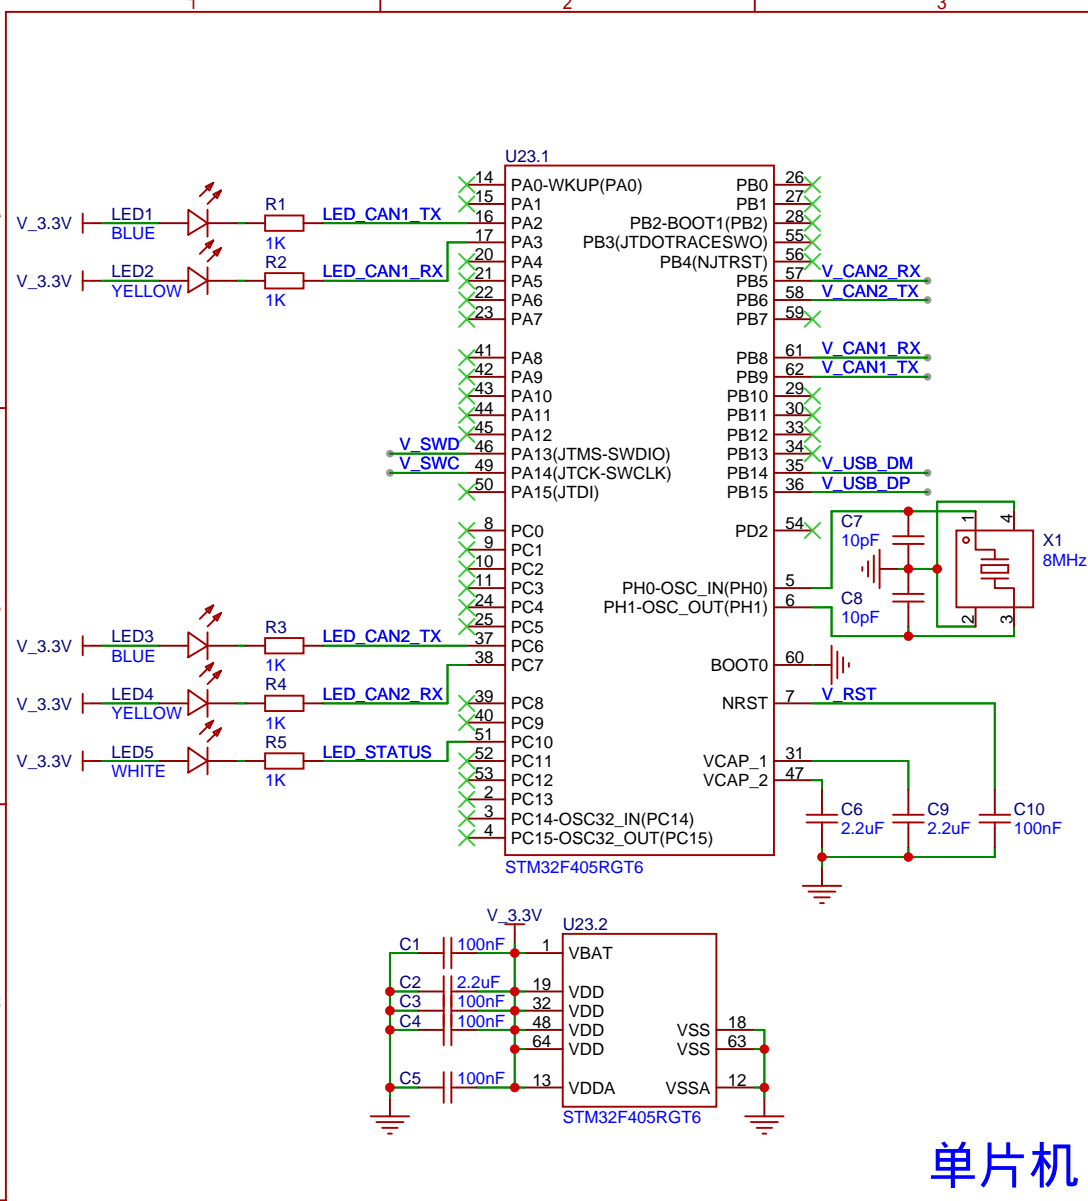 1 2 3
U23.1
14 PA0-WKUP(PA0) PB0 26
15 PA1 PB1 27
V_3.3V LED1 BLUE R1 1K LED_CAN1_TX 16 PA2 PB2-BOOT1(PB2) 28
17 PA3 PB3(JTDOTRACESWO) 55
20 PA4 PB4(NJTRST) 56
V_3.3V LED2 YELLOW R2 1K LED_CAN1_RX 21 PA5 PB5 57 V_CAN2_RX
22 PA6 PB6 58 V_CAN2_TX
23 PA7 PB7 59
41 PA8 PB8 61 V_CAN1_RX
42 PA9 PB9 62 V_CAN1_TX
43 PA10 PB10 29
44 PA11 PB11 30
45 PA12 PB12 33
V_SWD 46 PA13(JTMS-SWDIO) PB13 34
V_SWC 49 PA14(JTCK-SWCLK) PB14 35 V_USB_DM
50 PA15(JTDI) PB15 36 V_USB_DP
8 PC0 PD2 54
9 PC1
10 PC2
11 PC3 PH0-OSC_IN(PH0) 5
24 PC4 PH1-OSC_OUT(PH1) 6
25 PC5
C7 10pF
C8 10pF
1 4
2 3
X1
8MHz
V_3.3V LED3 BLUE R3 1K LED_CAN2_TX 37 PC6
38 PC7 BOOT0 60
V_3.3V LED4 YELLOW R4 1K LED_CAN2_RX 39 PC8 NRST 7 V_RST
40 PC9
51 PC10
V_3.3V LED5 WHITE R5 1K LED_STATUS 52 PC11 VCAP_1 31
53 PC12 VCAP_2 47
2 PC13
3 PC14-OSC32_IN(PC14)
4 PC15-OSC32_OUT(PC15)
C6 C9 C10
2.2uF 2.2uF 100nF
STM32F405RGT6
V_3.3V U23.2
C1 100nF 1 VBAT
C2 2.2uF 19 VDD
C3 100nF 32 VDD
C4 100nF 48 VDD VSS 18
64 VDD VSS 63
C5 100nF 13 VDDA VSSA 12
STM32F405RGT6
单片机